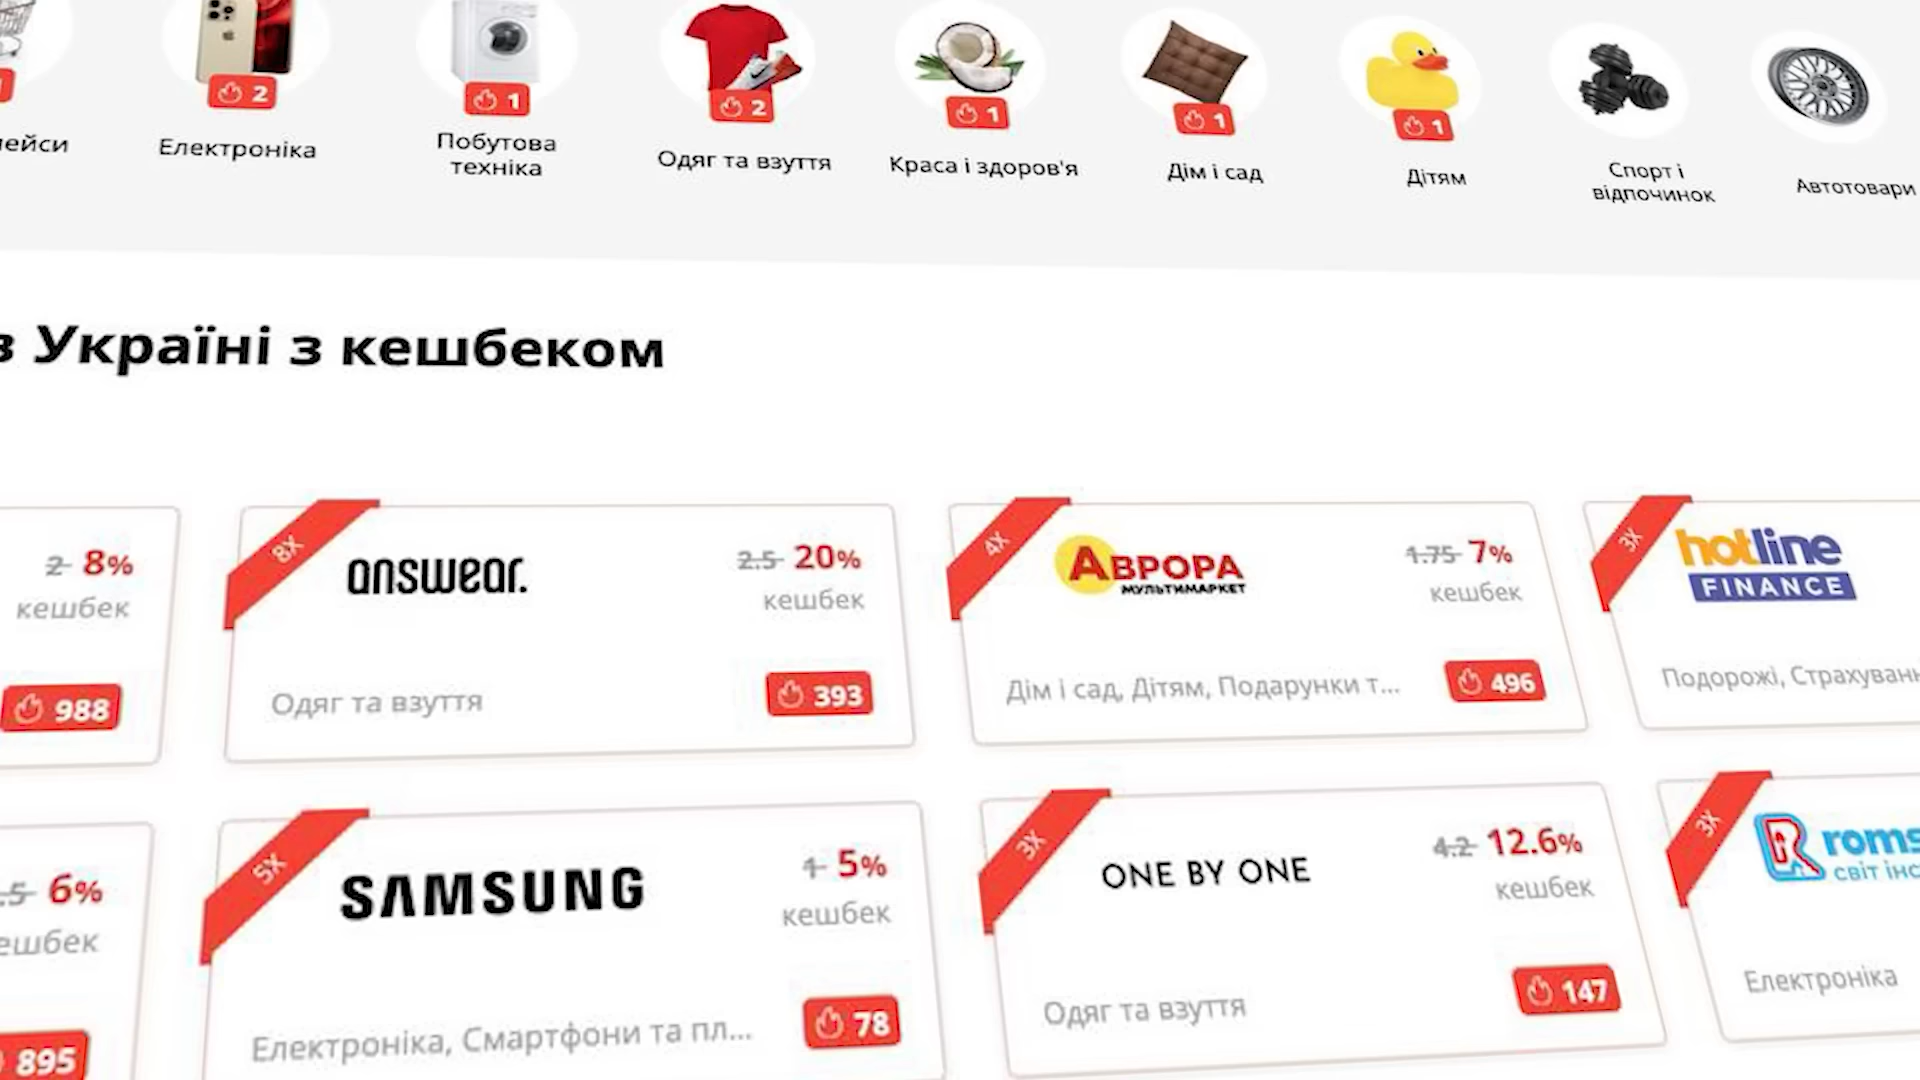 2
1
2
1
1
1
Електроніка
Побутова
техніка
Одяг та взуття
Краса і здоров'я
Дім і сад
Дітям
Спорт і
відпочинок
Автотовари
в Україні з кешбеком
2 8%
кешбек
988
8X
answear.
2.5 20%
кешбек
Одяг та взуття
393
4X
АВРОРА
МУЛЬТИМАРКЕТ
1.75 7%
кешбек
Дім і сад, Дітям, Подарунки т...
496
3X
hotline
FINANCE
Подорожі,
6%
895
5X
SAMSUNG
1 5%
кешбек
Електроніка, Смартфони та пл...
78
3X
ONE BY ONE
4.2 12.6%
кешбек
Одяг та взуття
147
3X
світ
Електроніка